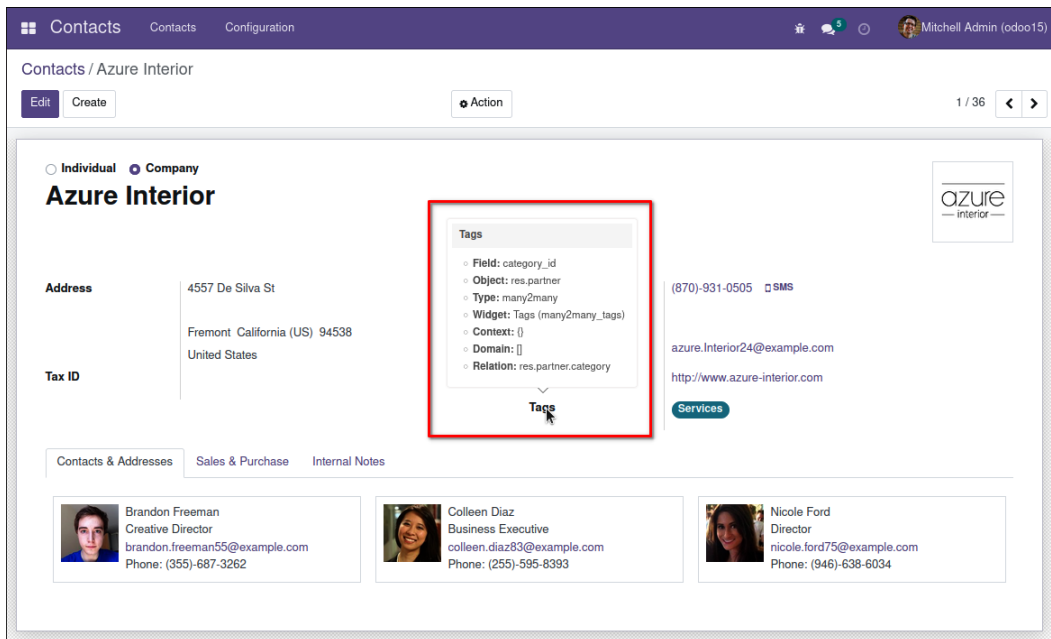 Contacts Contacts Configuration 5 Mitchell Admin (odoo15)
Contacts / Azure Interior
Edit Create Action 1 / 36
Individual Company
Azure Interior
azure
interior
Tags
Field: category_id
Object: res.partner
Type: many2many
Widget: Tags (many2many_tags)
Context: {}
Domain: []
Relation: res.partner.category
Tags
Address 4557 De Silva St
Fremont California (US) 94538
United States
Tax ID
(870)-931-0505 SMS
azure.Interior24@example.com
http://www.azure-interior.com
Services
Contacts & Addresses Sales & Purchase Internal Notes
Brandon Freeman
Creative Director
brandon.freeman55@example.com
Phone: (355)-687-3262
Colleen Diaz
Business Executive
colleen.diaz83@example.com
Phone: (255)-595-8393
Nicole Ford
Director
nicole.ford75@example.com
Phone: (946)-638-6034